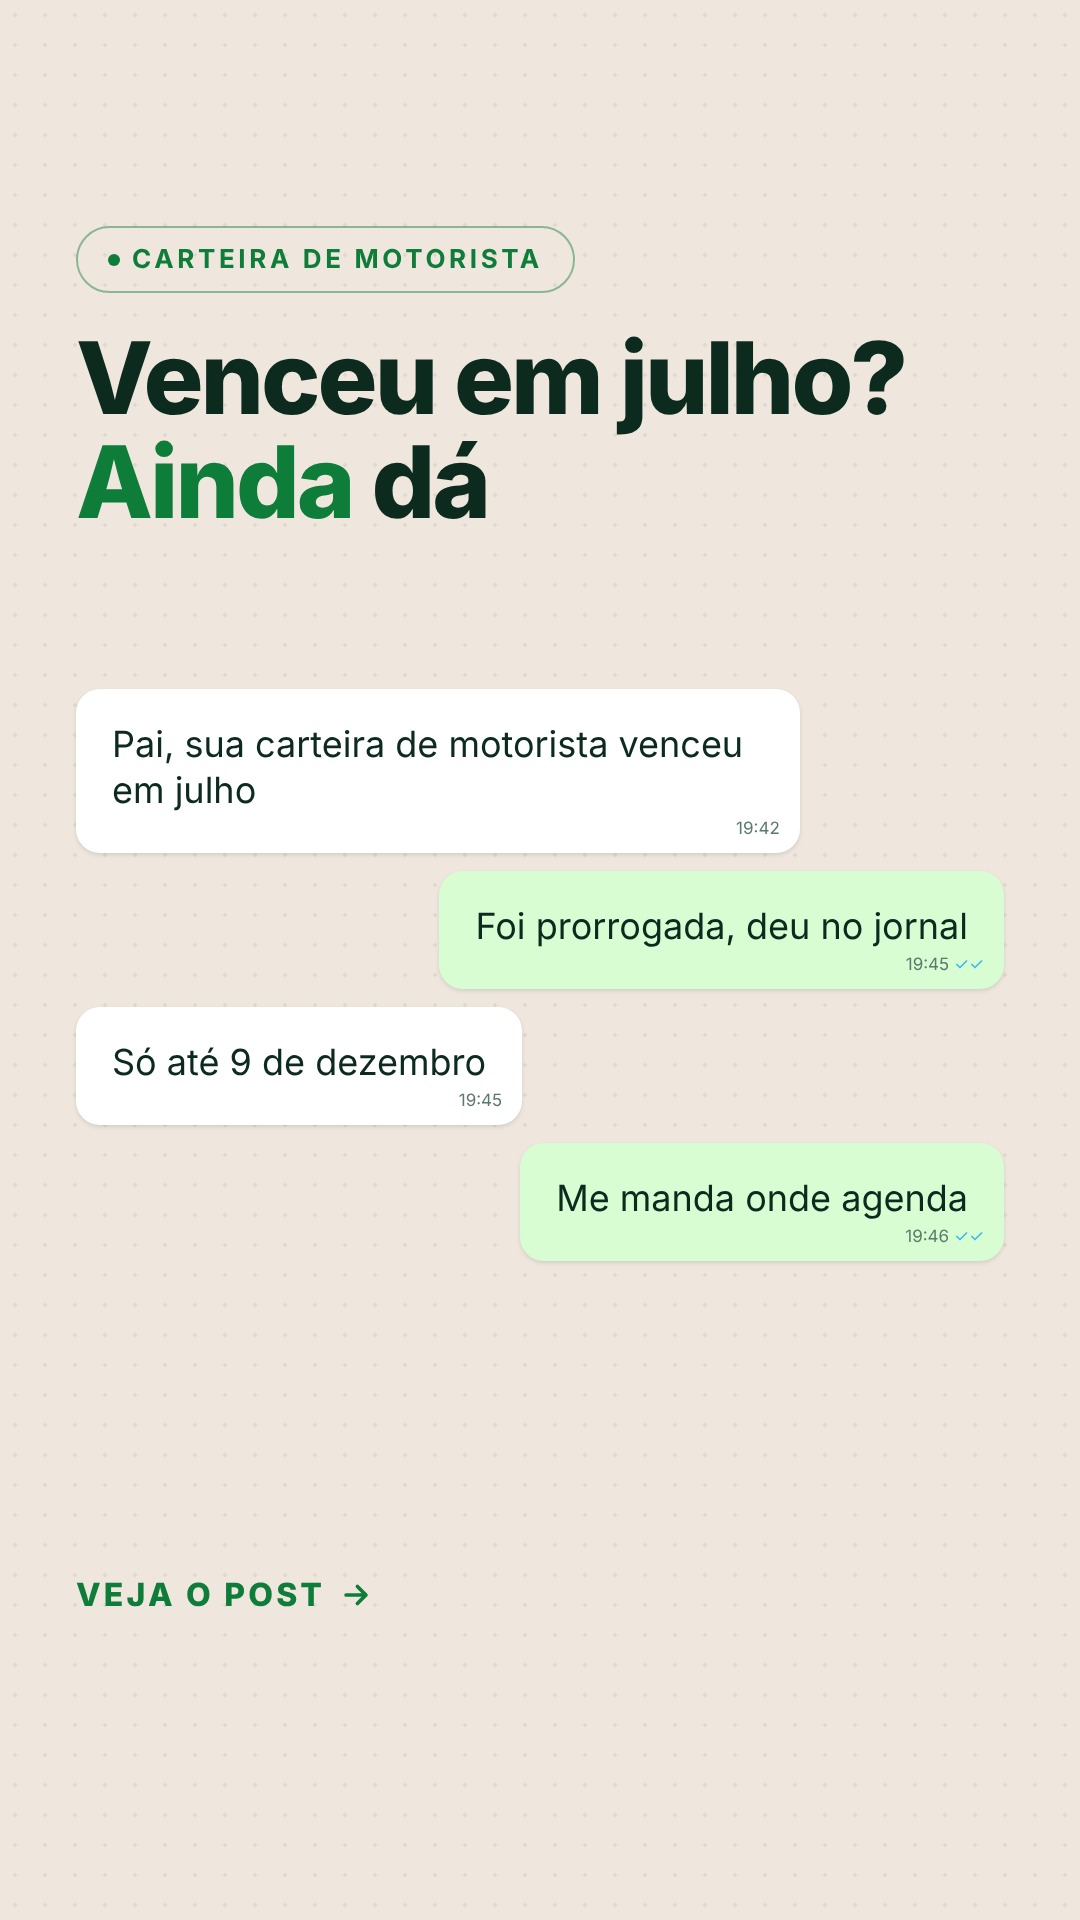 CARTEIRA DE MOTORISTA
Venceu em julho?
Ainda dá
Pai, sua carteira de motorista venceu
em julho
19:42
Foi prorrogada, deu no jornal
19:45
Só até 9 de dezembro
19:45
Me manda onde agenda
19:46
VEJA O POST →